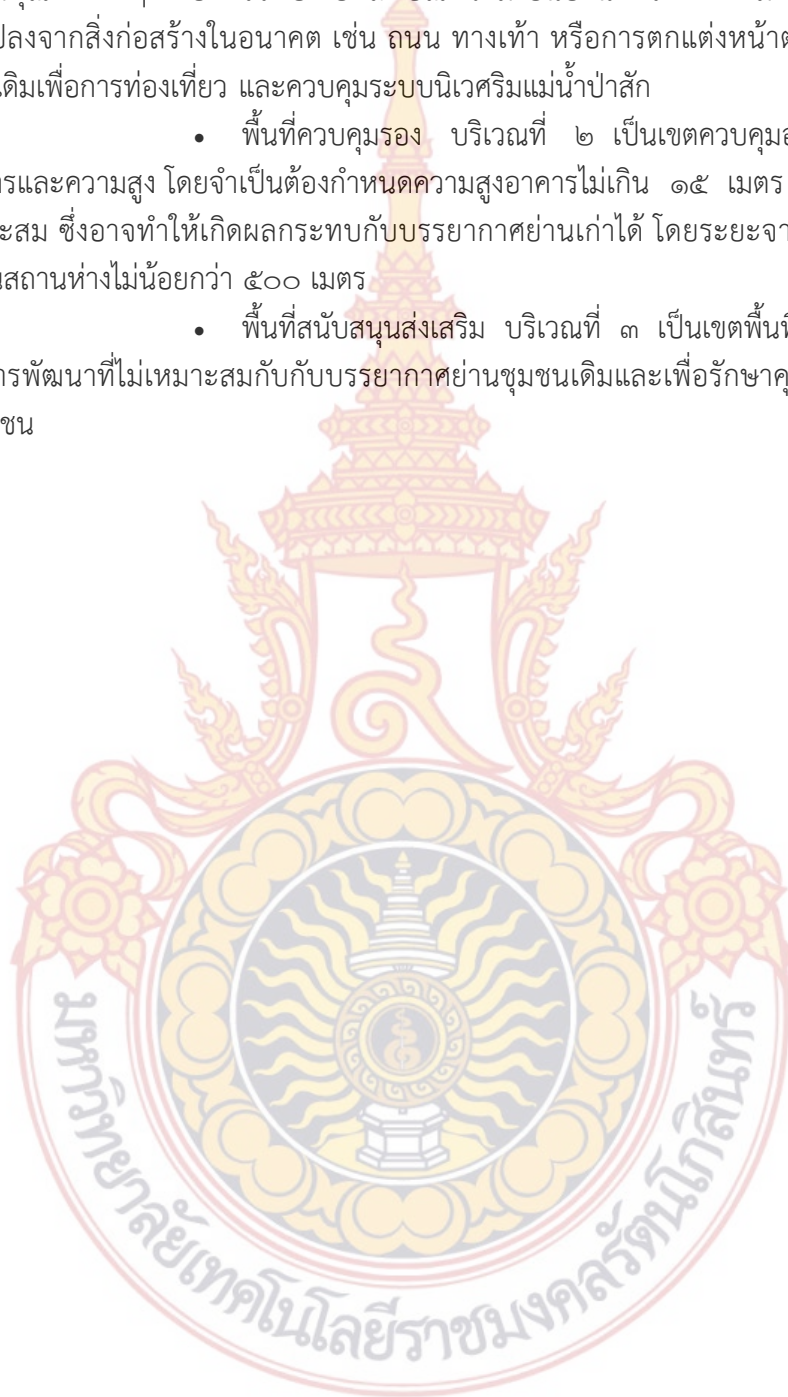 ปลงจากสิ่งก่อสร้างในอนาคต เช่น ถนน ทางเท้า หรือการตกแต่งหน้าต
ดิมเพื่อการท่องเที่ยว และควบคุมระบบนิเวศริมแม่น้ำป่าสัก
• พื้นที่ควบคุมรอง บริเวณที่ ๒ เป็นเขตควบคุมอ
ารและความสูง โดยจำเป็นต้องกำหนดความสูงอาคารไม่เกิน ๑๕ เมตร
ะสม ซึ่งอาจทำให้เกิดผลกระทบกับบรรยากาศย่านเก่าได้ โดยระยะจา
นสถานห่างไม่น้อยกว่า ๕๐๐ เมตร
• พื้นที่สนับสนุนส่งเสริม บริเวณที่ ๓ เป็นเขตพื้นที
ารพัฒนาที่ไม่เหมาะสมกับกับบรรยากาศย่านชุมชนเดิมและเพื่อรักษาคุ
ชน
มหาวิทยาลัยเทคโนโลยีราชมงคลรัตนโกสินทร์